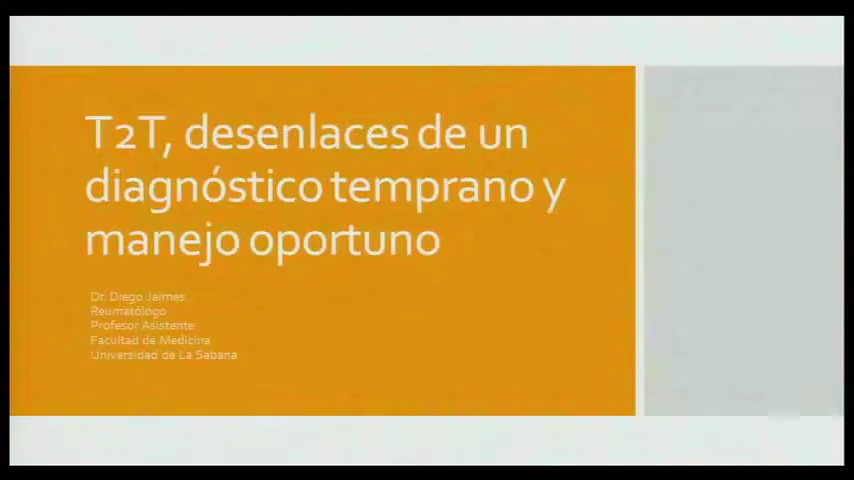 T2T, desenlaces de un
diagnóstico temprano y
manejo oportuno
Dr. Diego Jaimes
Reumatólogo
Profesor Asistente
Facultad de Medicina
Universidad de La Sabana